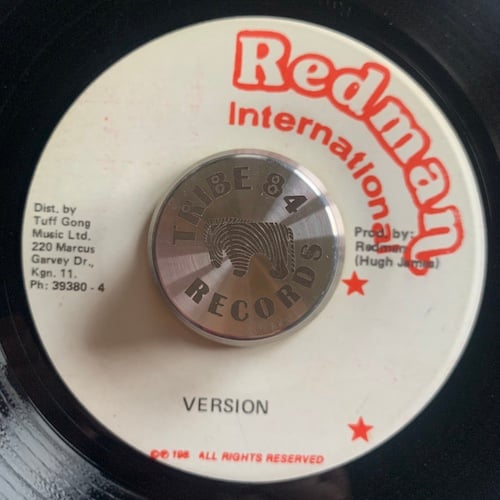 Redman
International
TRIBE 84
RECORDS
Dist. by
Tuff Gong
Music Ltd.
220 Marcus
Garvey Dr.,
Kgn. 11.
Ph: 39380 - 4
Prod. by:
Redman
(Hugh James)
VERSION
©℗ 198 ALL RIGHTS RESERVED